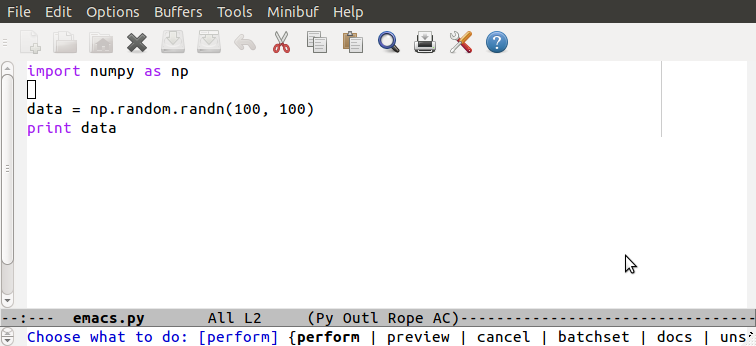 File Edit Options Buffers Tools Minibuf Help
import numpy as np
data = np.random.randn(100, 100)
print data
--:--- emacs.py All L2 (Py Outl Rope AC)---------------------------------
Choose what to do: [perform] {perform | preview | cancel | batchset | docs | uns